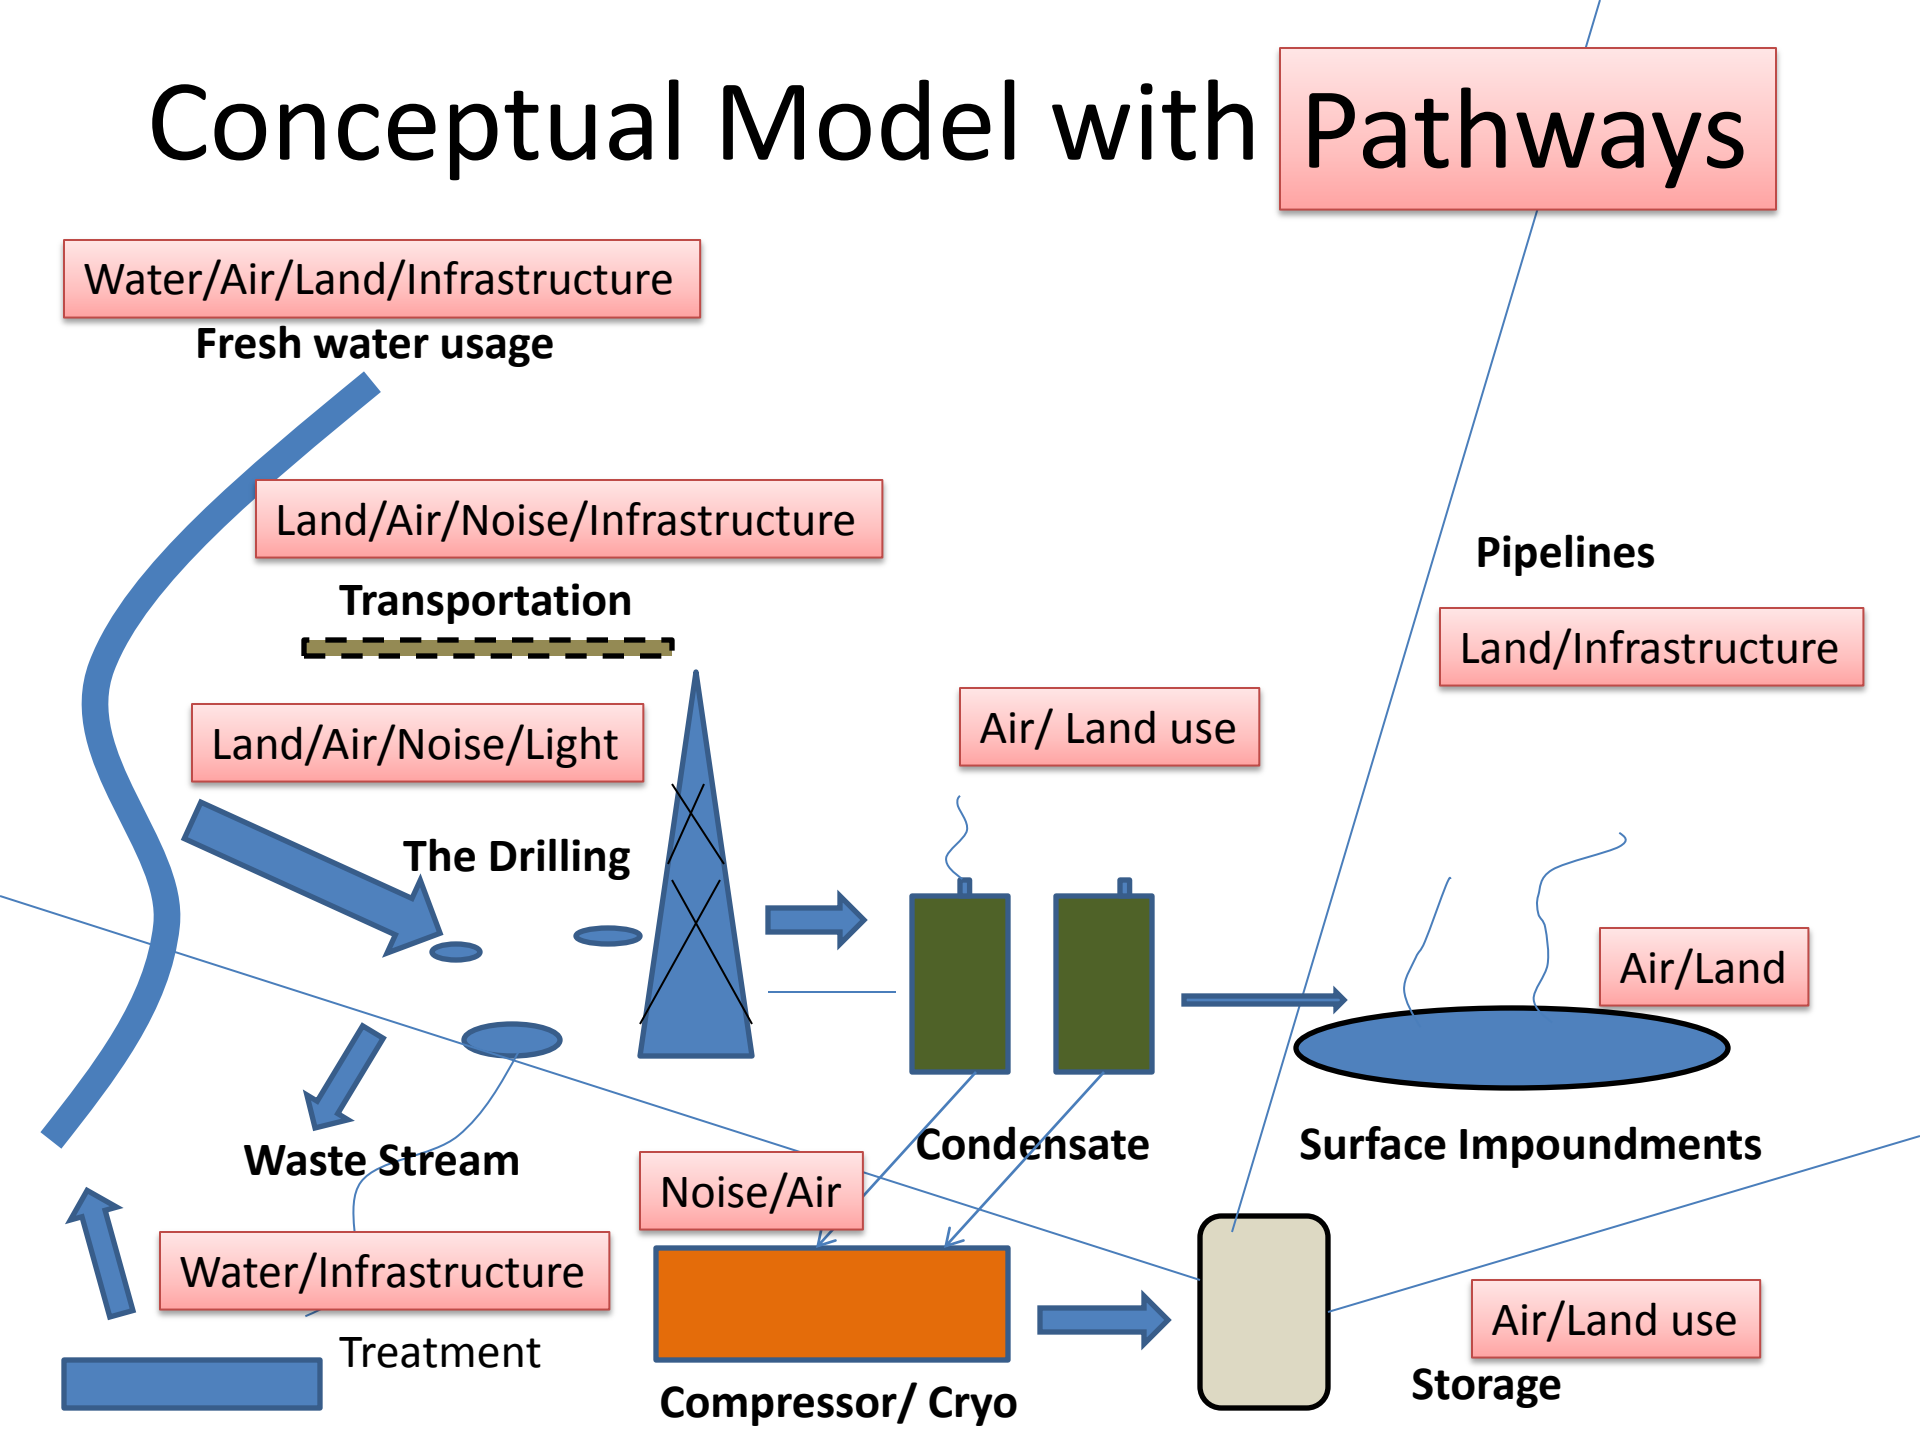 Conceptual Model with Pathways
Water/Air/Land/Infrastructure
Fresh water usage
Land/Air/Noise/Infrastructure
Transportation
Pipelines
Land/Infrastructure
Land/Air/Noise/Light
Air/ Land use
The Drilling
Air/Land
Waste Stream
Condensate
Surface Impoundments
Noise/Air
Water/Infrastructure
Treatment
Air/Land use
Compressor/ Cryo
Storage